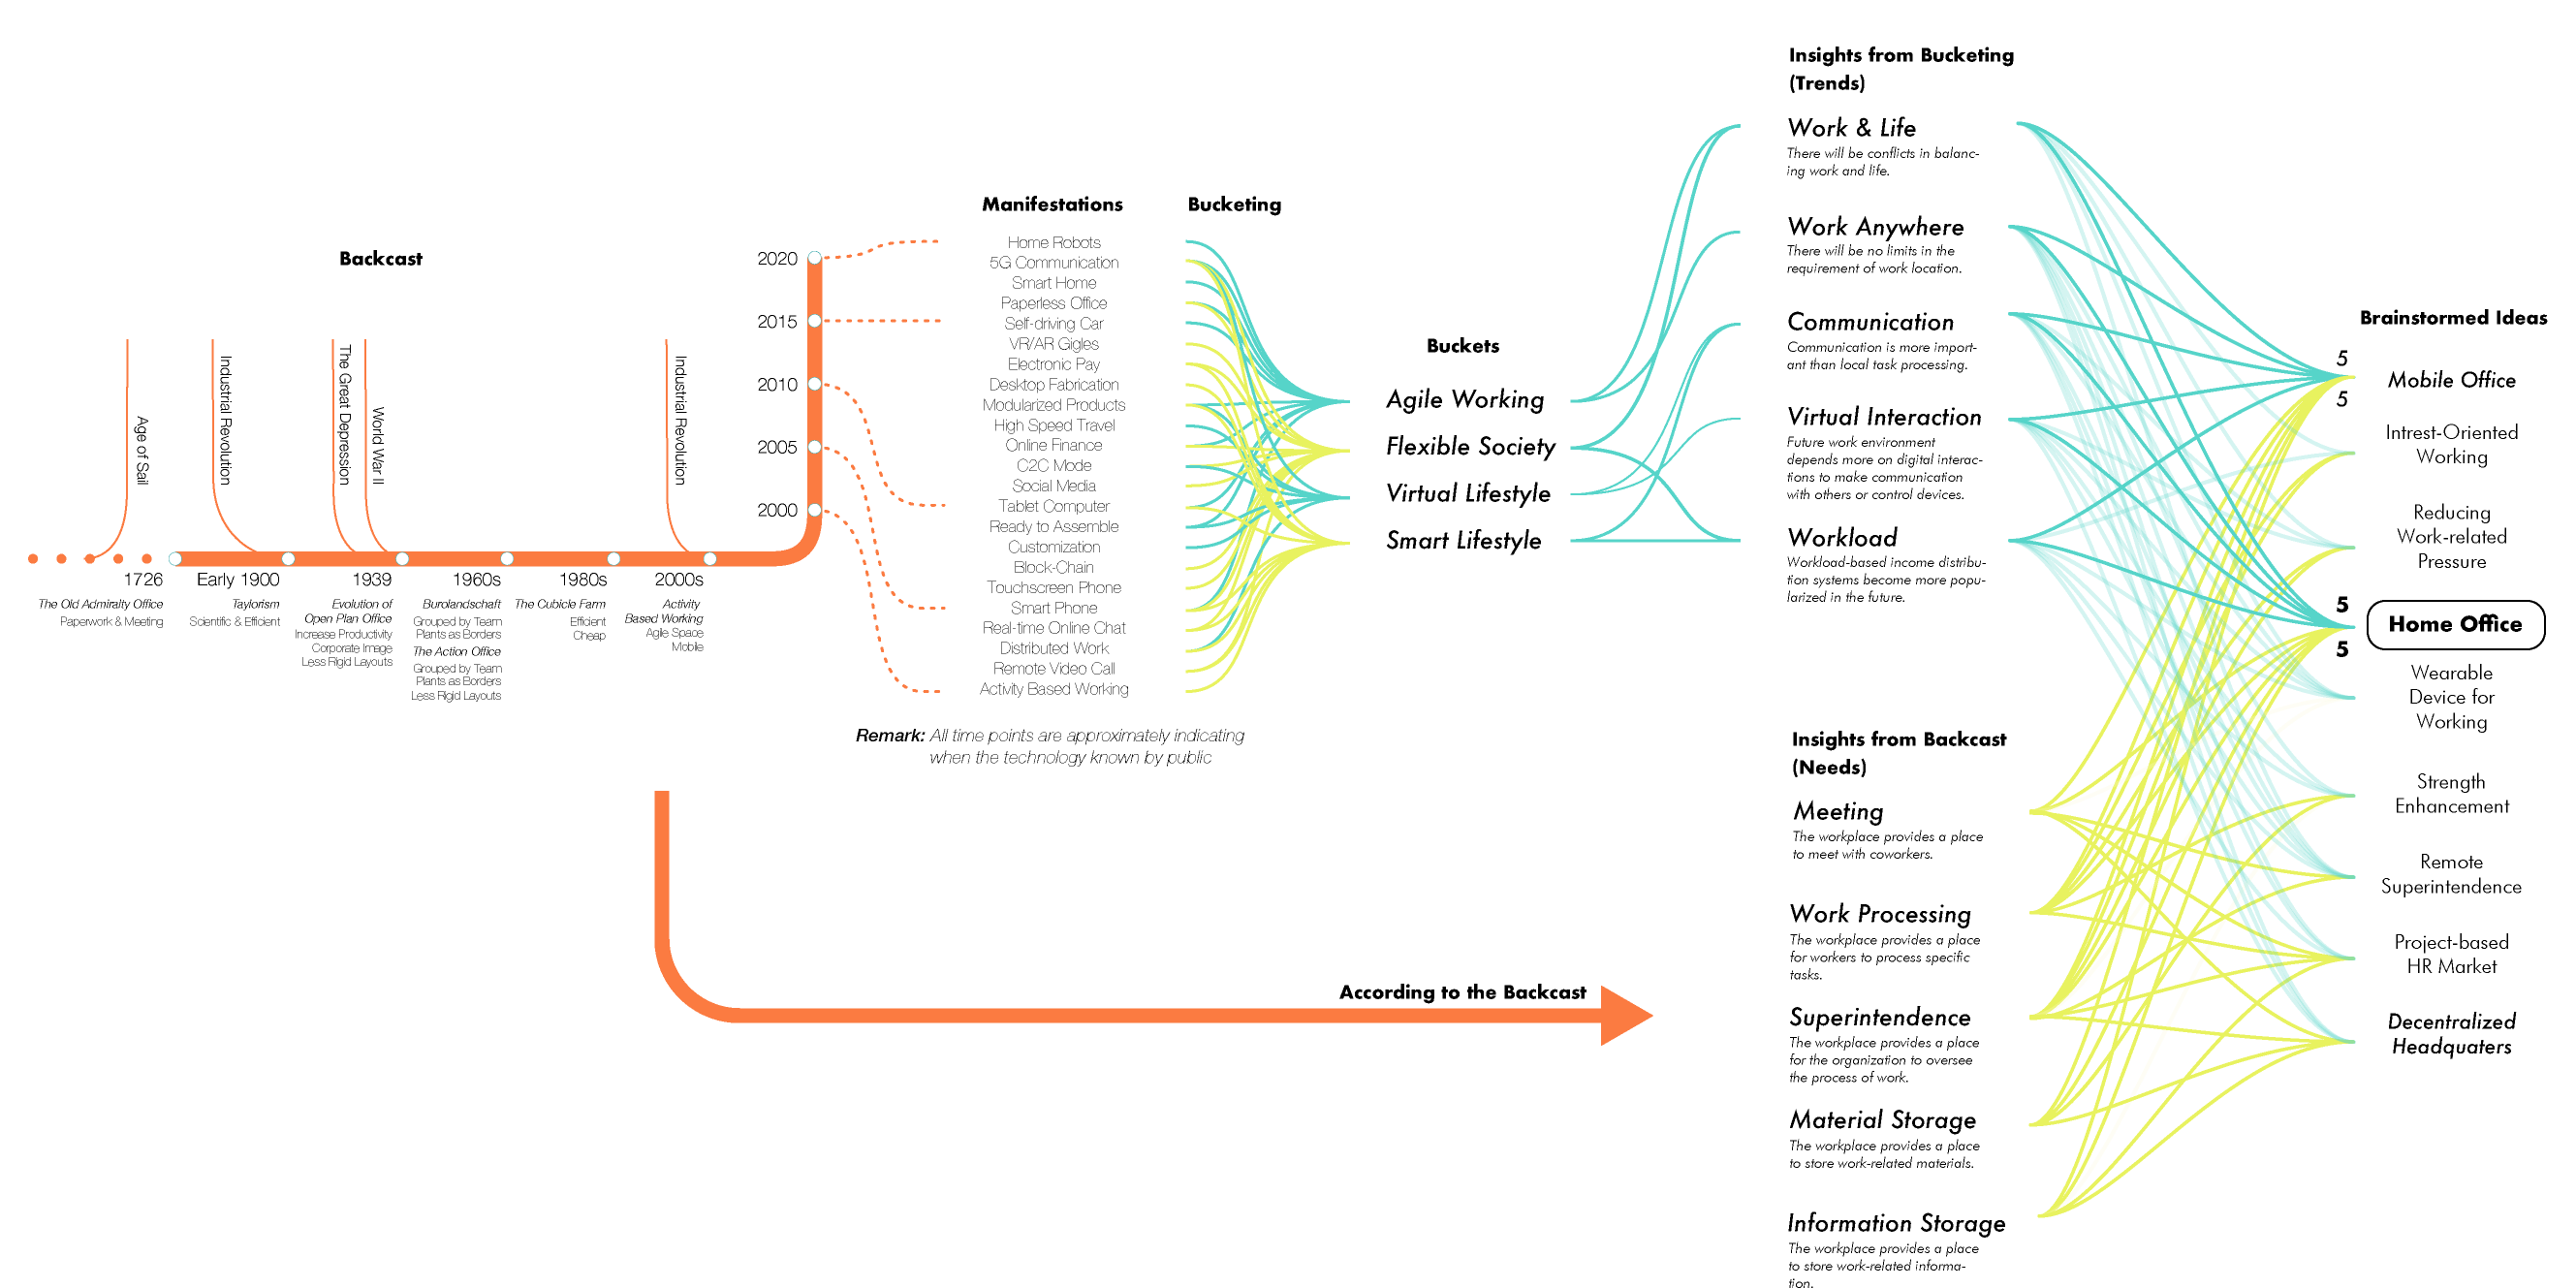 Backcast
Age of Sail
Industrial Revolution
The Great Depression
World War II
Industrial Revolution
1726
The Old Admiralty Office
Paperwork & Meeting
Early 1900
Taylorism
Scientific & Efficient
1939
Evolution of
Open Plan Office
Increase Productivity
Corporate Image
Less Rigid Layouts
1960s
Burolandschaft
Grouped by Team
Plants as Borders
The Action Office
Grouped by Team
Plants as Borders
Less Rigid Layouts
1980s
The Cubicle Farm
Efficient
Cheap
2000s
Activity
Based Working
Agile Space
Mobile
2020
2015
2010
2005
2000
Manifestations
Home Robots
5G Communication
Smart Home
Paperless Office
Self-driving Car
VR/AR Gigles
Electronic Pay
Desktop Fabrication
Modularized Products
High Speed Travel
Online Finance
C2C Mode
Social Media
Tablet Computer
Ready to Assemble
Customization
Block-Chain
Touchscreen Phone
Smart Phone
Real-time Online Chat
Distributed Work
Remote Video Call
Activity Based Working
Remark: All time points are approximately indicating
when the technology known by public
Bucketing
Buckets
Agile Working
Flexible Society
Virtual Lifestyle
Smart Lifestyle
According to the Backcast
Insights from Bucketing
(Trends)
Work & Life
There will be conflicts in balanc-
ing work and life.
Work Anywhere
There will be no limits in the
requirement of work location.
Communication
Communication is more import-
ant than local task processing.
Virtual Interaction
Future work environment
depends more on digital interac-
tions to make communication
with others or control devices.
Workload
Workload-based income distribu-
tion systems become more popu-
larized in the future.
Insights from Backcast
(Needs)
Meeting
The workplace provides a place
to meet with coworkers.
Work Processing
The workplace provides a place
for workers to process specific
tasks.
Superintendence
The workplace provides a place
for the organization to oversee
the process of work.
Material Storage
The workplace provides a place
to store work-related materials.
Information Storage
The workplace provides a place
to store work-related informa-
tion.
Brainstormed Ideas
5
Mobile Office
5
Intrest-Oriented
Working
Reducing
Work-related
Pressure
5
Home Office
5
Wearable
Device for
Working
Strength
Enhancement
Remote
Superintendence
Project-based
HR Market
Decentralized
Headquaters